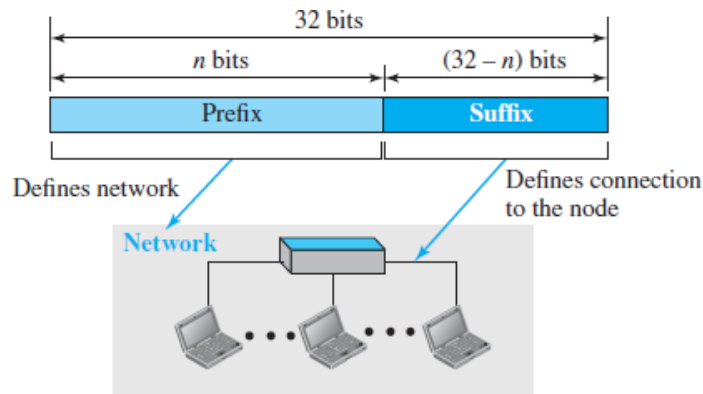 32 bits
n bits
(32 – n) bits
Prefix
Suffix
Defines network
Defines connection
to the node
Network